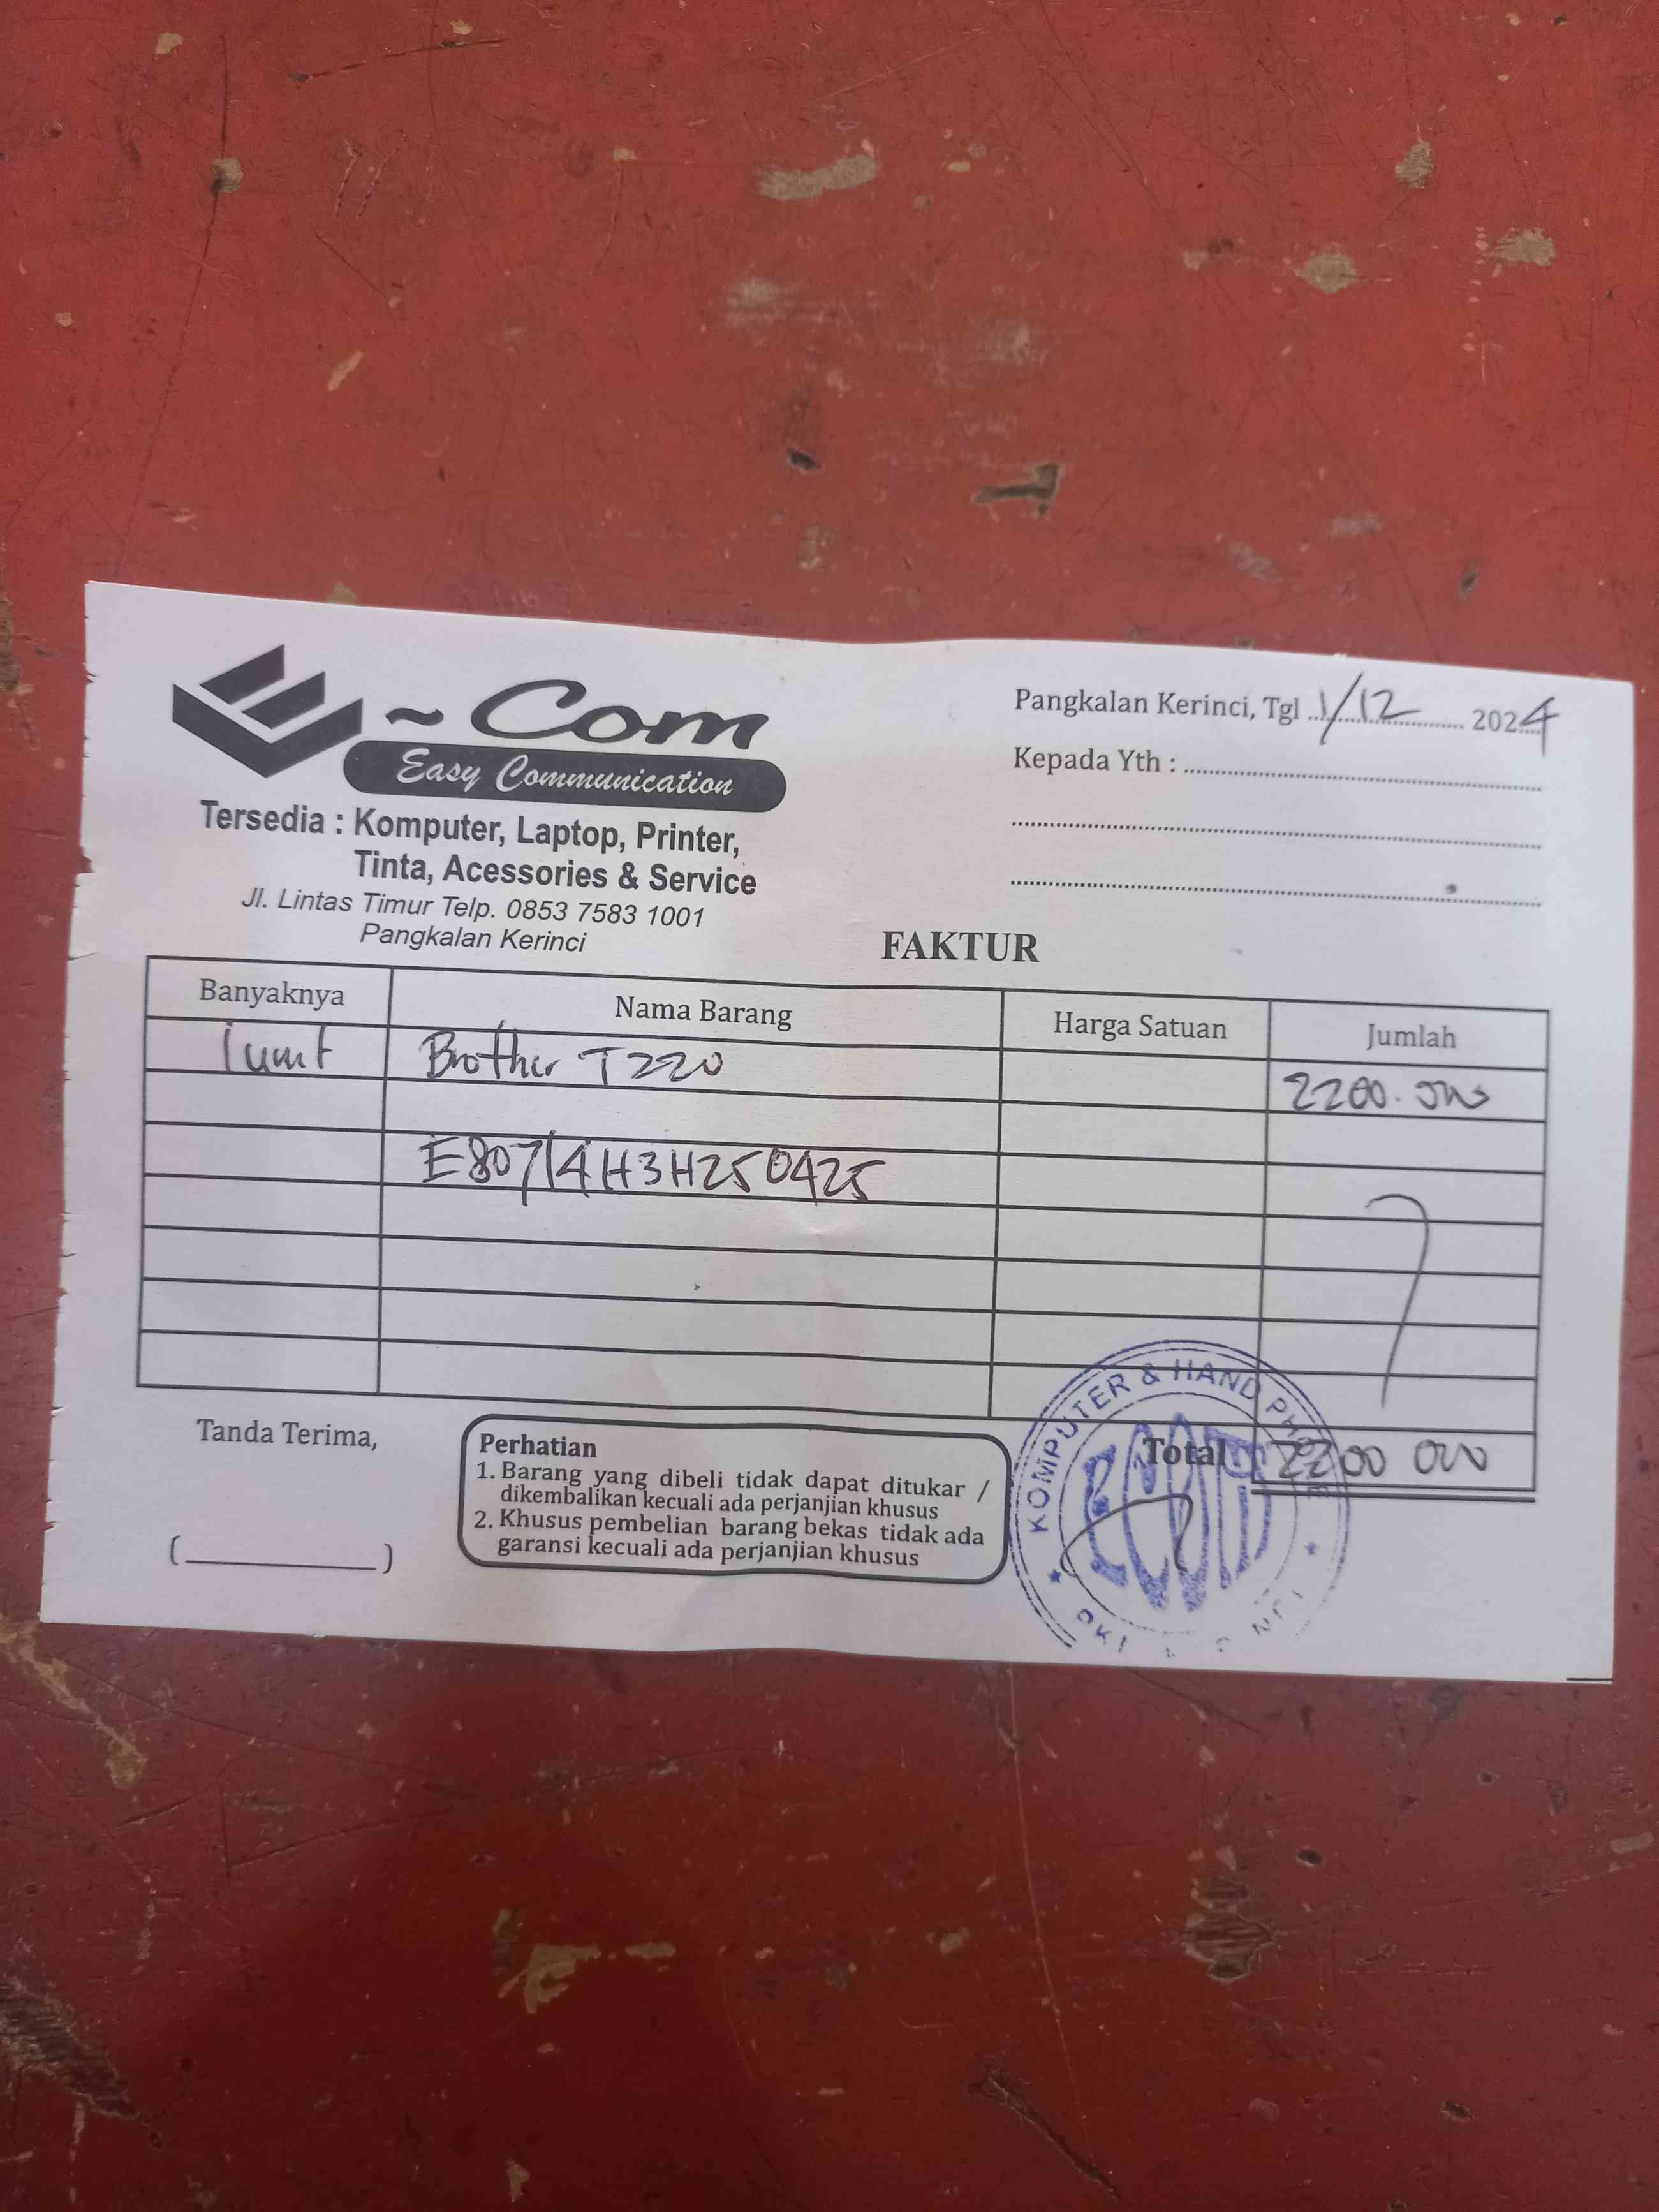 E~Com
Easy Communication
Tersedia : Komputer, Laptop, Printer,
Tinta, Acessories & Service
Jl. Lintas Timur Telp. 0853 7583 1001
Pangkalan Kerinci
Pangkalan Kerinci, Tgl 1/12 2024
Kepada Yth :
FAKTUR
Banyaknya Nama Barang Harga Satuan Jumlah
1 unit Brother T220 2200.000
E80714H3H250425
Tanda Terima,
( )
Perhatian
1. Barang yang dibeli tidak dapat ditukar /
dikembalikan kecuali ada perjanjian khusus
2. Khusus pembelian barang bekas tidak ada
garansi kecuali ada perjanjian khusus
Total 2200 000
KOMPUTER & HAND PHONE